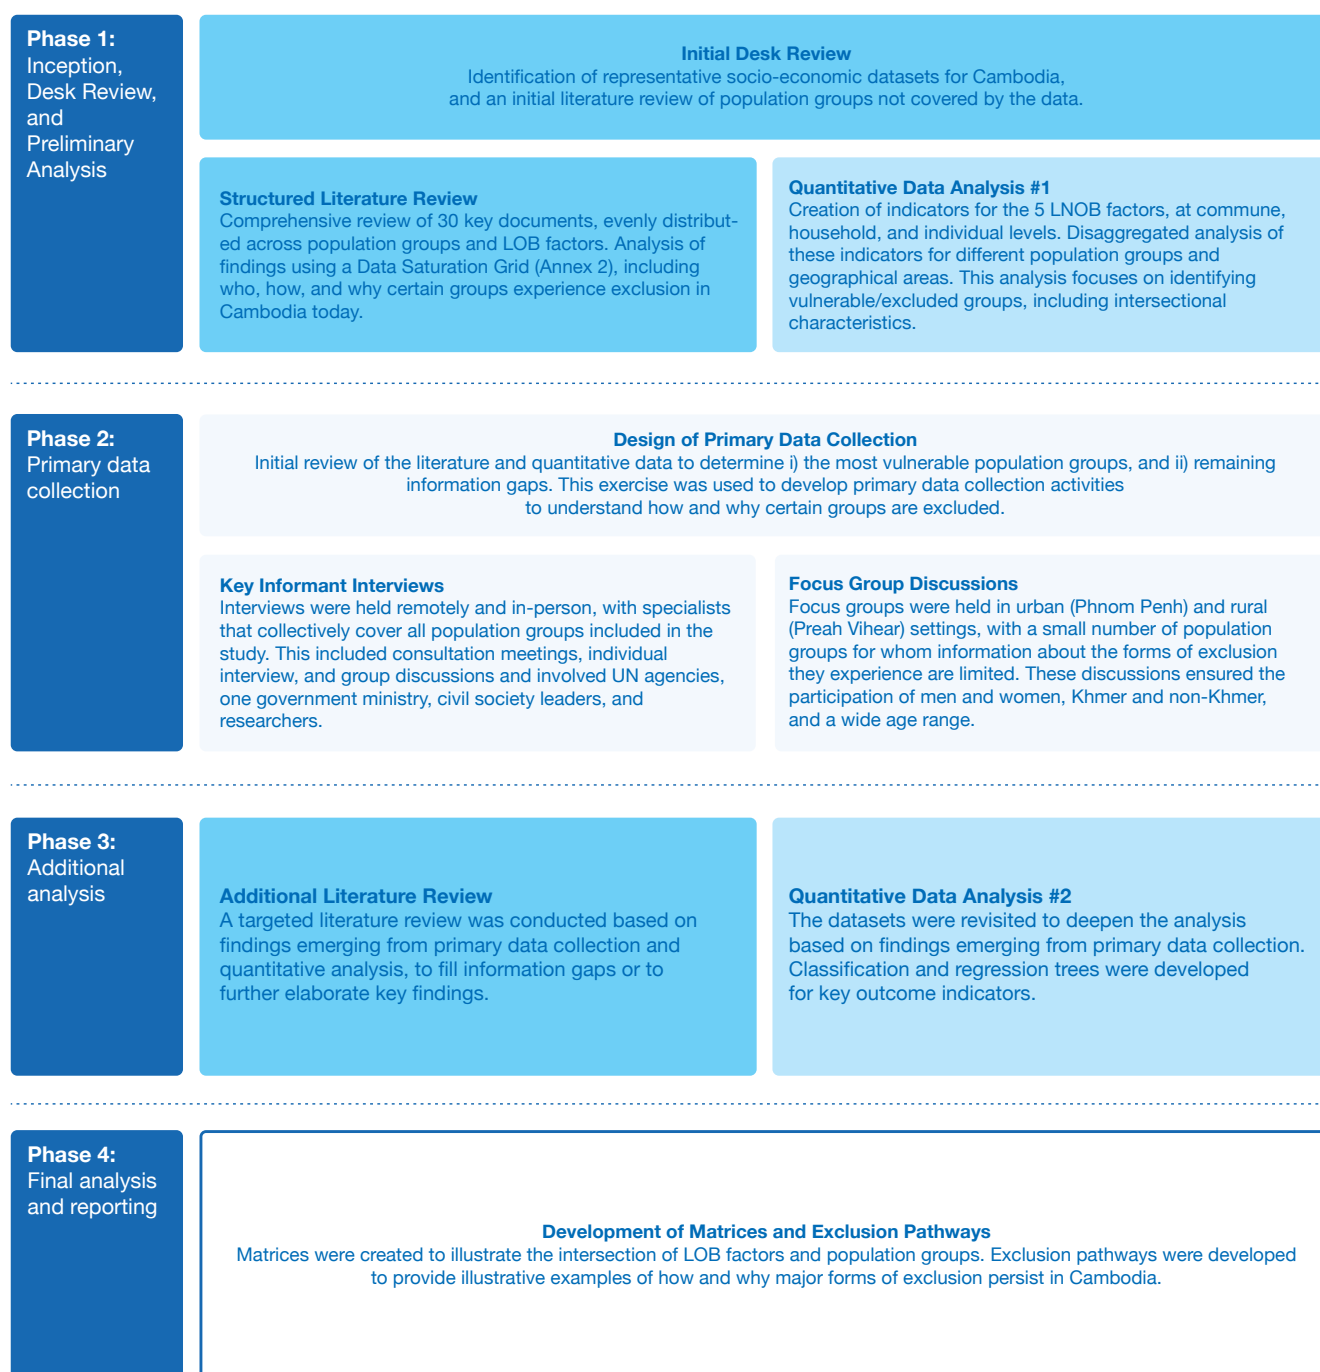 Phase 1:
Inception,
Desk Review,
and
Preliminary
Analysis
Initial Desk Review
Identification of representative socio-economic datasets for Cambodia,
and an initial literature review of population groups not covered by the data.
Structured Literature Review
Comprehensive review of 30 key documents, evenly distribut-
ed across population groups and LOB factors. Analysis of
findings using a Data Saturation Grid (Annex 2), including
who, how, and why certain groups experience exclusion in
Cambodia today.
Quantitative Data Analysis #1
Creation of indicators for the 5 LNOB factors, at commune,
household, and individual levels. Disaggregated analysis of
these indicators for different population groups and
geographical areas. This analysis focuses on identifying
vulnerable/excluded groups, including intersectional
characteristics.
Phase 2:
Primary data
collection
Design of Primary Data Collection
Initial review of the literature and quantitative data to determine i) the most vulnerable population groups, and ii) remaining
information gaps. This exercise was used to develop primary data collection activities
to understand how and why certain groups are excluded.
Key Informant Interviews
Interviews were held remotely and in-person, with specialists
that collectively cover all population groups included in the
study. This included consultation meetings, individual
interview, and group discussions and involved UN agencies,
one government ministry, civil society leaders, and
researchers.
Focus Group Discussions
Focus groups were held in urban (Phnom Penh) and rural
(Preah Vihear) settings, with a small number of population
groups for whom information about the forms of exclusion
they experience are limited. These discussions ensured the
participation of men and women, Khmer and non-Khmer,
and a wide age range.
Phase 3:
Additional
analysis
Additional Literature Review
A targeted literature review was conducted based on
findings emerging from primary data collection and
quantitative analysis, to fill information gaps or to
further elaborate key findings.
Quantitative Data Analysis #2
The datasets were revisited to deepen the analysis
based on findings emerging from primary data collection.
Classification and regression trees were developed
for key outcome indicators.
Phase 4:
Final analysis
and reporting
Development of Matrices and Exclusion Pathways
Matrices were created to illustrate the intersection of LOB factors and population groups. Exclusion pathways were developed
to provide illustrative examples of how and why major forms of exclusion persist in Cambodia.